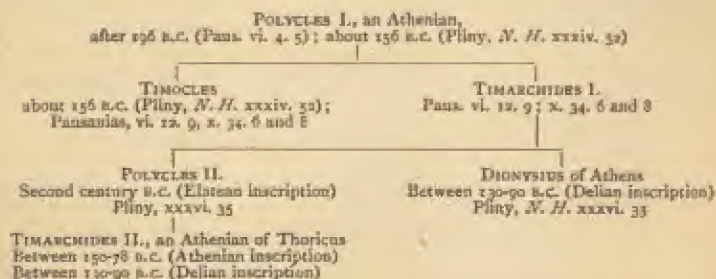 POLYCLES I., an Athenian,
after 196 B.C. (Paus. vi. 4. 5); about 156 B.C. (Pliny, N. H. xxxiv. 52)
TIMOCLES
about 156 B.C. (Pliny, N. H. xxxiv. 52);
Pausanias, vi. 12. 9, x. 34. 6 and 8
TIMARCHIDES I.
Paus. vi. 12. 9; x. 34. 6 and 8
POLYCLES II.
Second century B.C. (Elatean inscription)
Pliny, xxxvi. 35
DIONYSIUS of Athens
Between 130-90 B.C. (Delian inscription)
Pliny, N. H. xxxvi. 35
TIMARCHIDES II., an Athenian of Thoricus
Between 150-78 B.C. (Athenian Inscription)
Between 130-90 B.C. (Delian inscription)